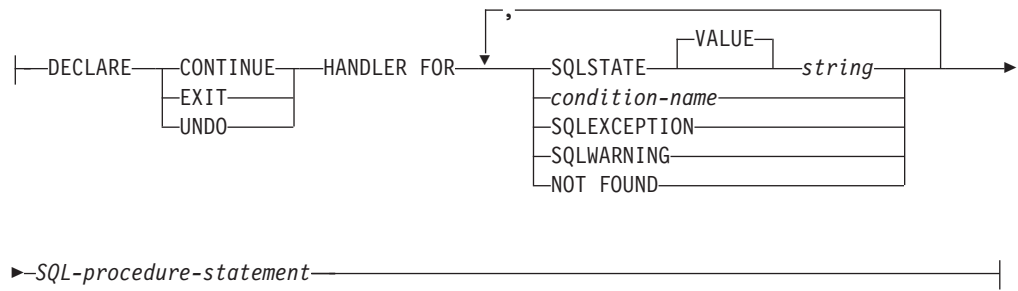 ,
VALUE
DECLARE CONTINUE HANDLER FOR SQLSTATE string
EXIT condition-name
UNDO SQLEXCEPTION
SQLWARNING
NOT FOUND
SQL-procedure-statement